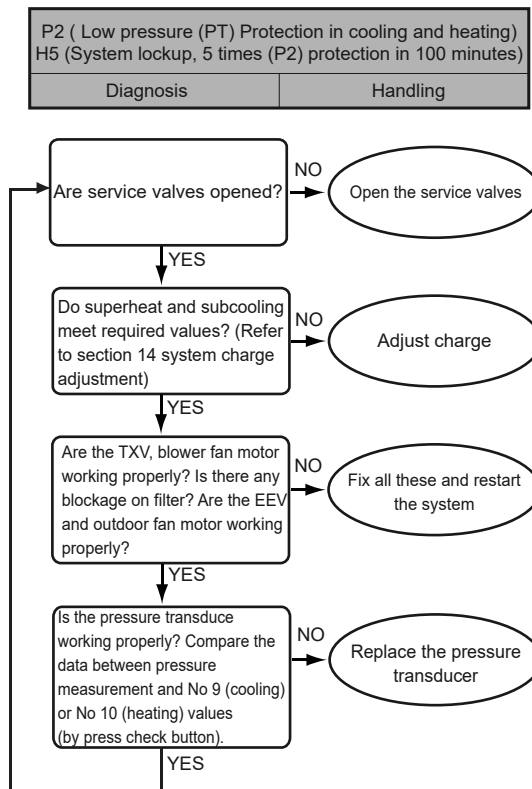 P2 ( Low pressure (PT) Protection in cooling and heating)
H5 (System lockup, 5 times (P2) protection in 100 minutes)
Diagnosis
Handling
Are service valves opened?
NO
Open the service valves
YES
Do superheat and subcooling
meet required values? (Refer
to section 14 system charge
adjustment)
NO
Adjust charge
YES
Are the TXV, blower fan motor
working properly? Is there any
blockage on filter? Are the EEV
and outdoor fan motor working
properly?
NO
Fix all these and restart
the system
YES
Is the pressure transduce
working properly? Compare the
data between pressure
measurement and No 9 (cooling)
or No 10 (heating) values
(by press check button).
NO
Replace the pressure
transducer
YES